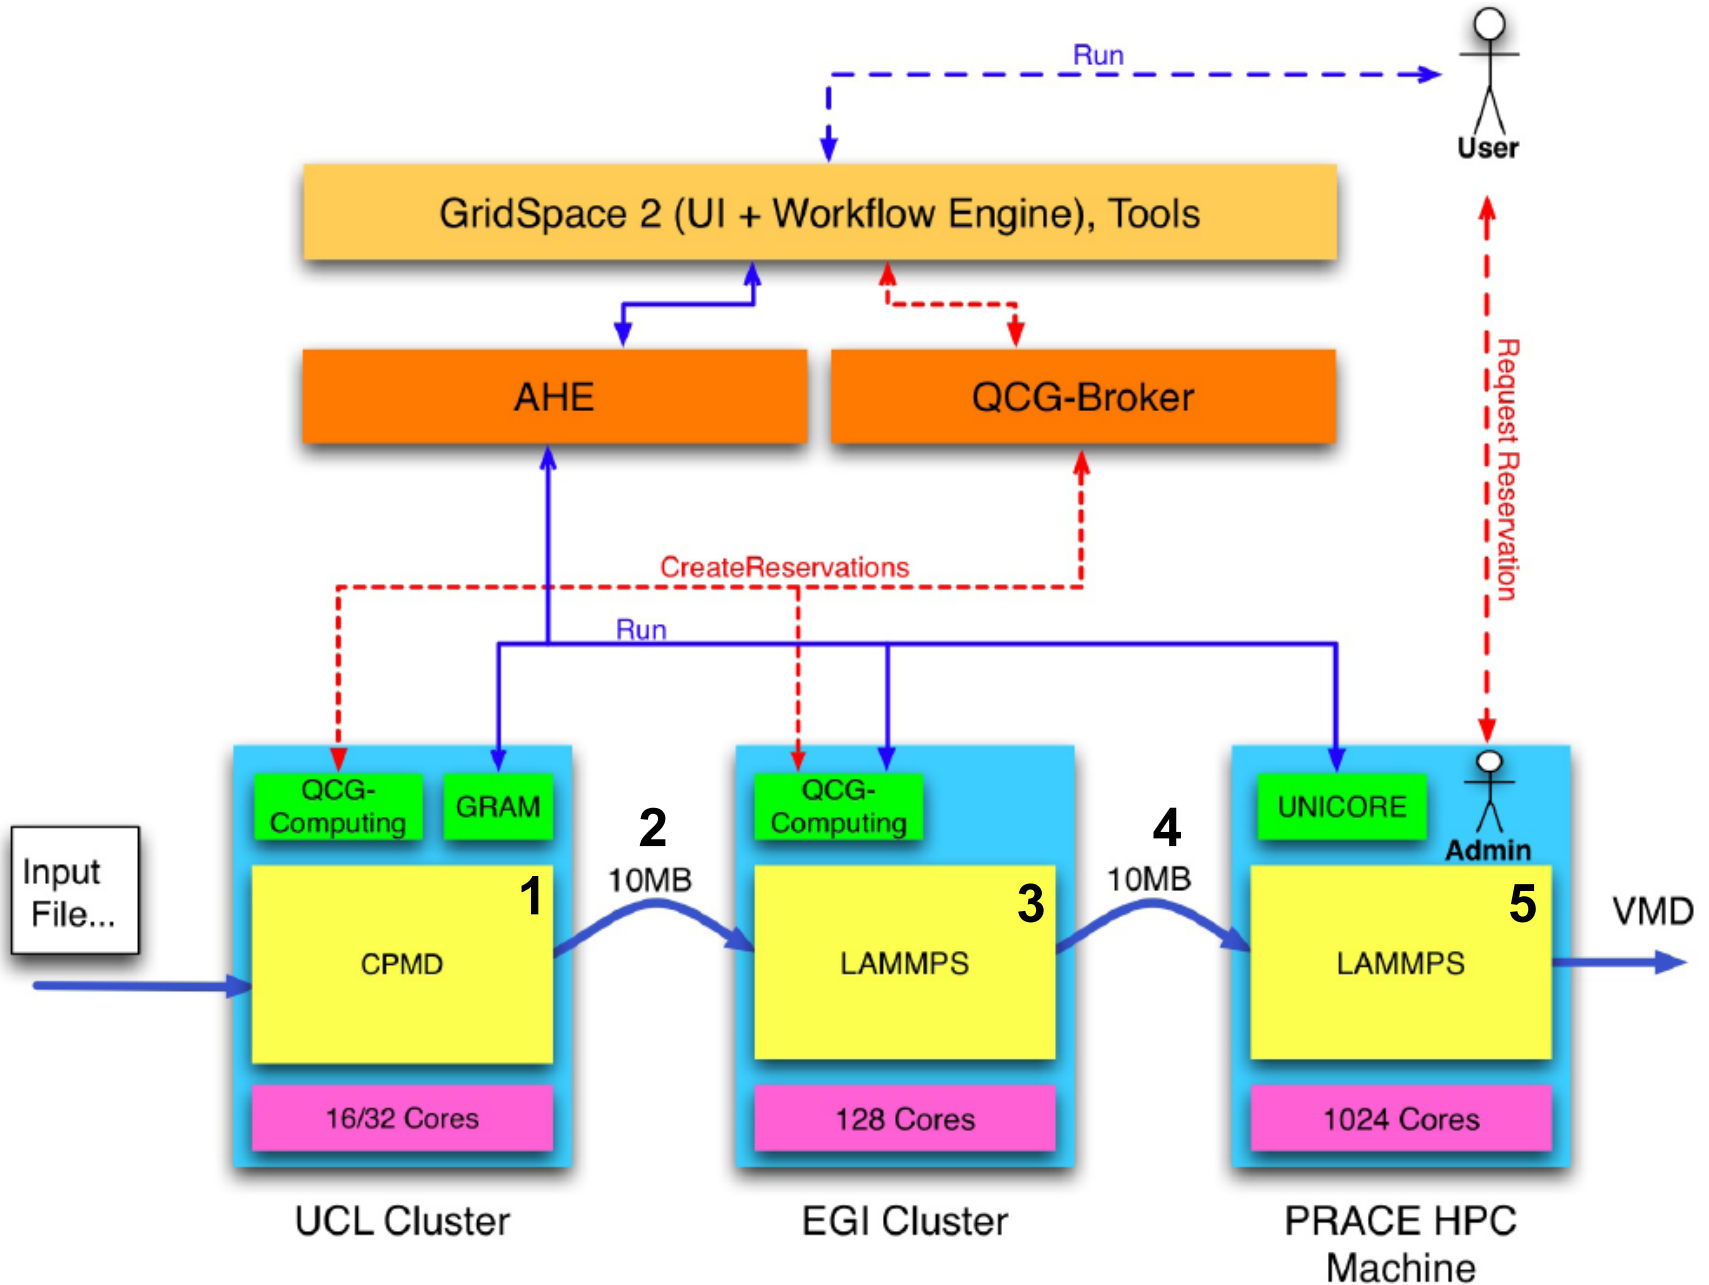 Run
User
GridSpace 2 (UI + Workflow Engine), Tools
AHE
QCG-Broker
Request Reservation
CreateReservations
Run
QCG-
Computing
GRAM
QCG-
Computing
UNICORE
Admin
Input
File...
1
CPMD
2
10MB
3
LAMMPS
4
10MB
5
LAMMPS
VMD
16/32 Cores
128 Cores
1024 Cores
UCL Cluster
EGI Cluster
PRACE HPC
Machine